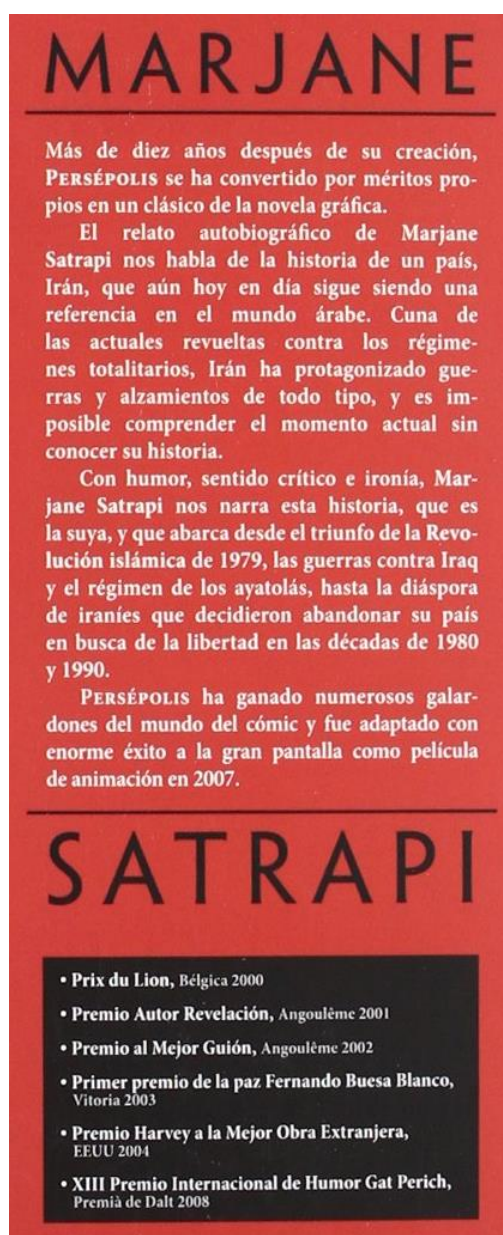 MARJANE
Más de diez años después de su creación,
PERSÉPOLIS se ha convertido por méritos pro-
pios en un clásico de la novela gráfica.
El relato autobiográfico de Marjane
Satrapi nos habla de la historia de un país,
Irán, que aún hoy en día sigue siendo una
referencia en el mundo árabe. Cuna de
las actuales revueltas contra los régime-
nes totalitarios, Irán ha protagonizado gue-
rras y alzamientos de todo tipo, y es im-
posible comprender el momento actual sin
conocer su historia.
Con humor, sentido crítico e ironía, Mar-
jane Satrapi nos narra esta historia, que es
la suya, y que abarca desde el triunfo de la Revo-
lución islámica de 1979, las guerras contra Iraq
y el régimen de los ayatolás, hasta la diáspora
de iraníes que decidieron abandonar su país
en busca de la libertad en las décadas de 1980
y 1990.
PERSÉPOLIS ha ganado numerosos galar-
dones del mundo del cómic y fue adaptado con
enorme éxito a la gran pantalla como película
de animación en 2007.
SATRAPI
• Prix du Lion, Bélgica 2000
• Premio Autor Revelación, Angoulême 2001
• Premio al Mejor Guión, Angoulême 2002
• Primer premio de la paz Fernando Buesa Blanco,
Vitoria 2003
• Premio Harvey a la Mejor Obra Extranjera,
EEUU 2004
• XIII Premio Internacional de Humor Gat Perich,
Premià de Dalt 2008